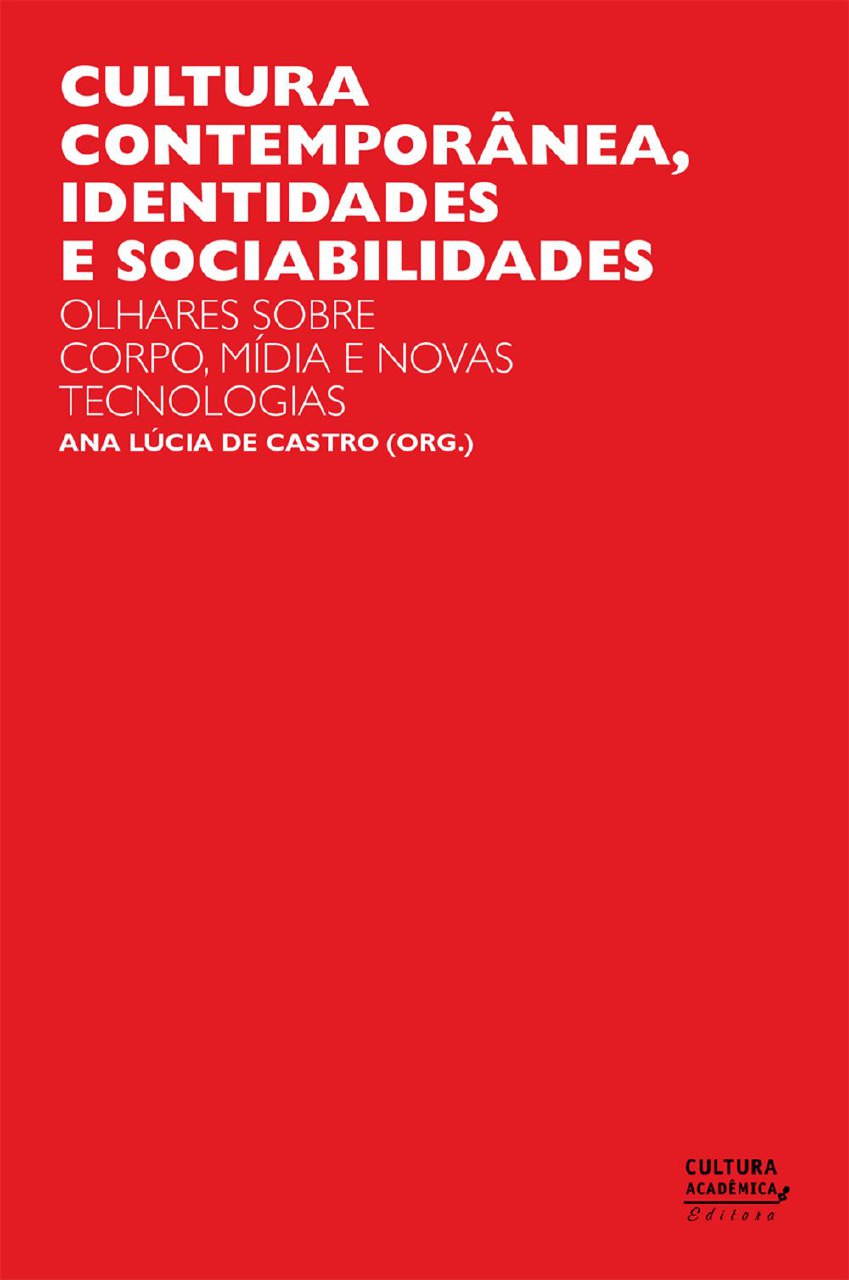 CULTURA
CONTEMPORÂNEA,
IDENTIDADES
E SOCIABILIDADES
OLHARES SOBRE
CORPO, MÍDIA E NOVAS
TECNOLOGIAS
ANA LÚCIA DE CASTRO (ORG.)
CULTURA
ACADÊMICA
Editora